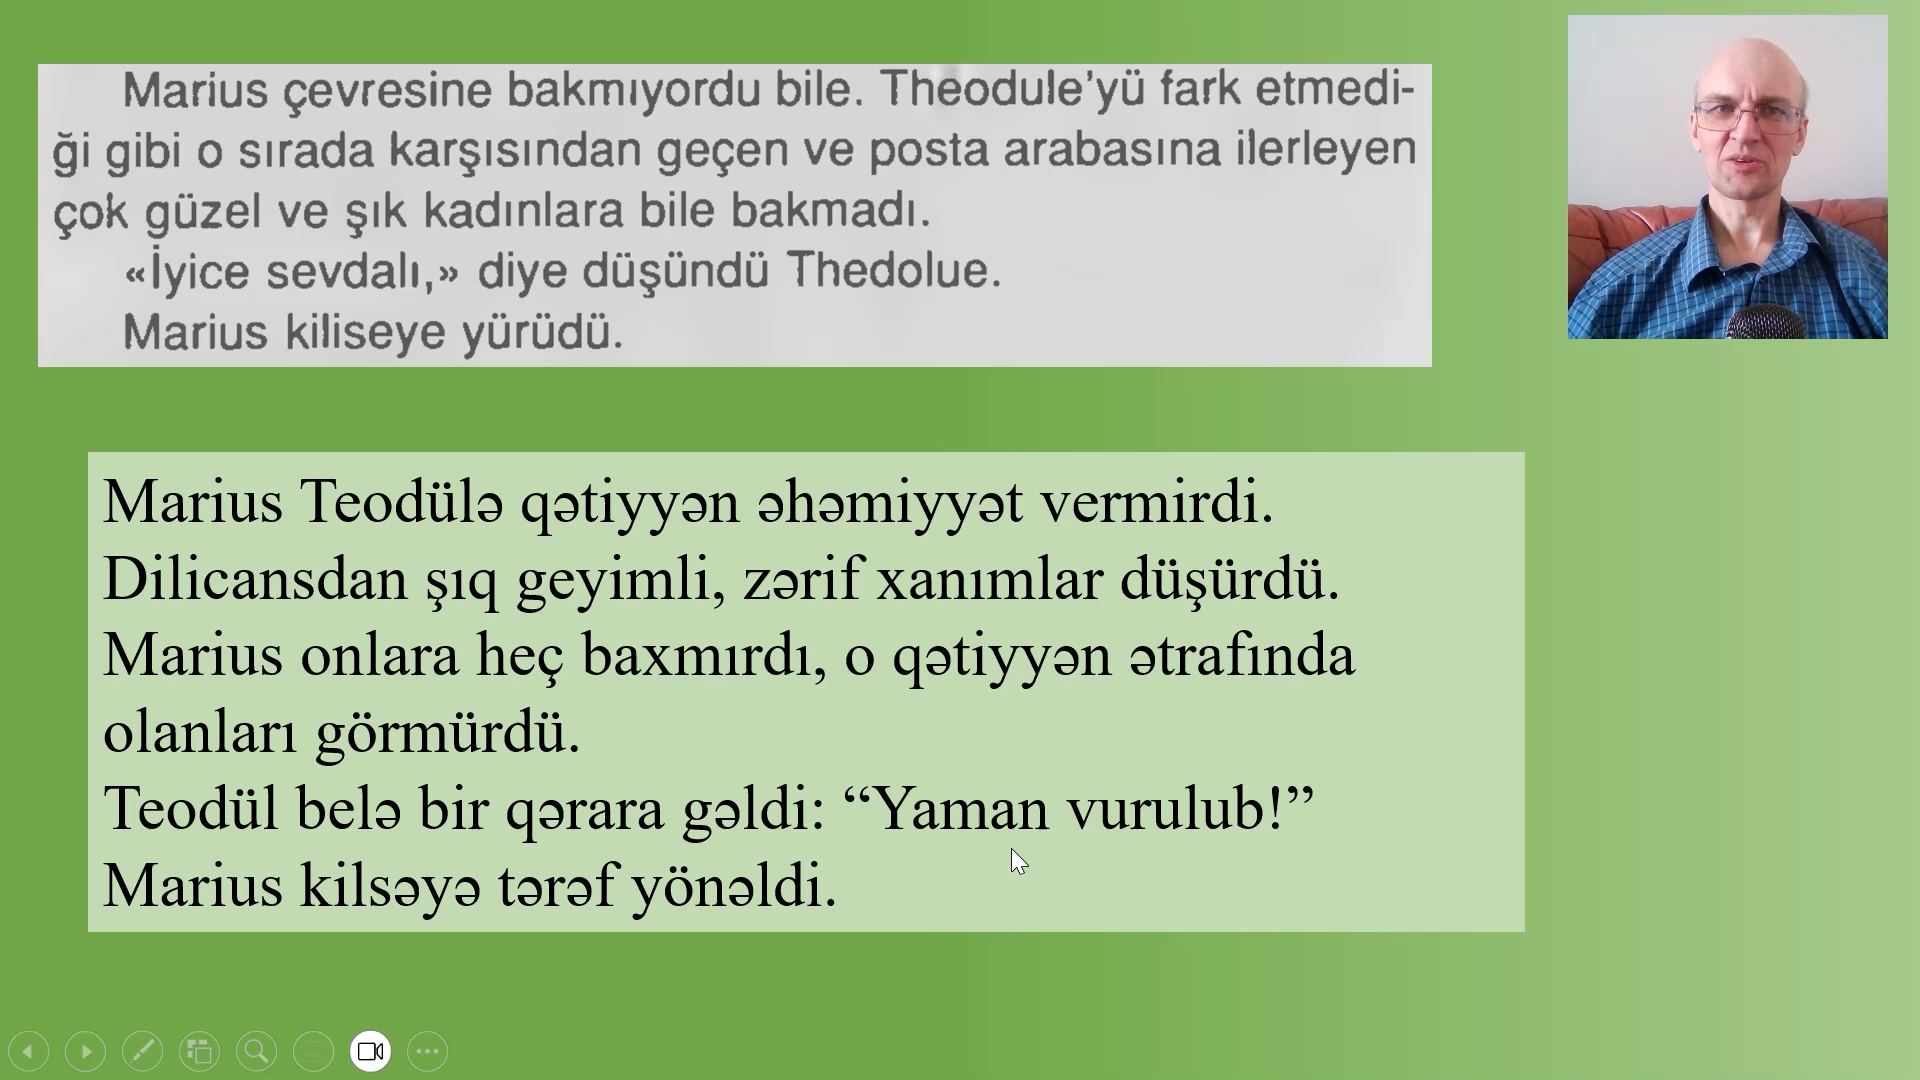 Marius çevresine bakmıyordu bile. Theodule’yü fark etmedi-
ği gibi o sırada karşısından geçen ve posta arabasına ilerleyen
çok güzel ve şık kadınlara bile bakmadı.
«İyice sevdalı,» diye düşündü Thedolue.
Marius kiliseye yürüdü.
Marius Teodülə qətiyyən əhəmiyyət vermirdi.
Dilicansdan şıq geyimli, zərif xanımlar düşürdü.
Marius onlara heç baxmırdı, o qətiyyən ətrafında
olanları görmürdü.
Teodül belə bir qərara gəldi: “Yaman vurulub!”
Marius kilsəyə tərəf yönəldi.